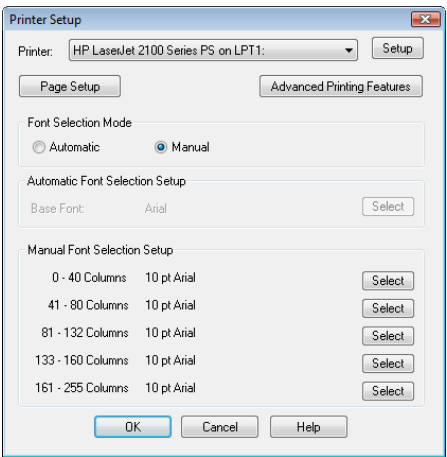 Printer Setup
Printer: HP LaserJet 2100 Series PS on LPT1: Setup
Page Setup Advanced Printing Features
Font Selection Mode
Automatic Manual
Automatic Font Selection Setup
Base Font: Arial Select
Manual Font Selection Setup
0 - 40 Columns 10 pt Arial Select
41 - 80 Columns 10 pt Arial Select
81 - 132 Columns 10 pt Arial Select
133 - 160 Columns 10 pt Arial Select
161 - 255 Columns 10 pt Arial Select
OK Cancel Help